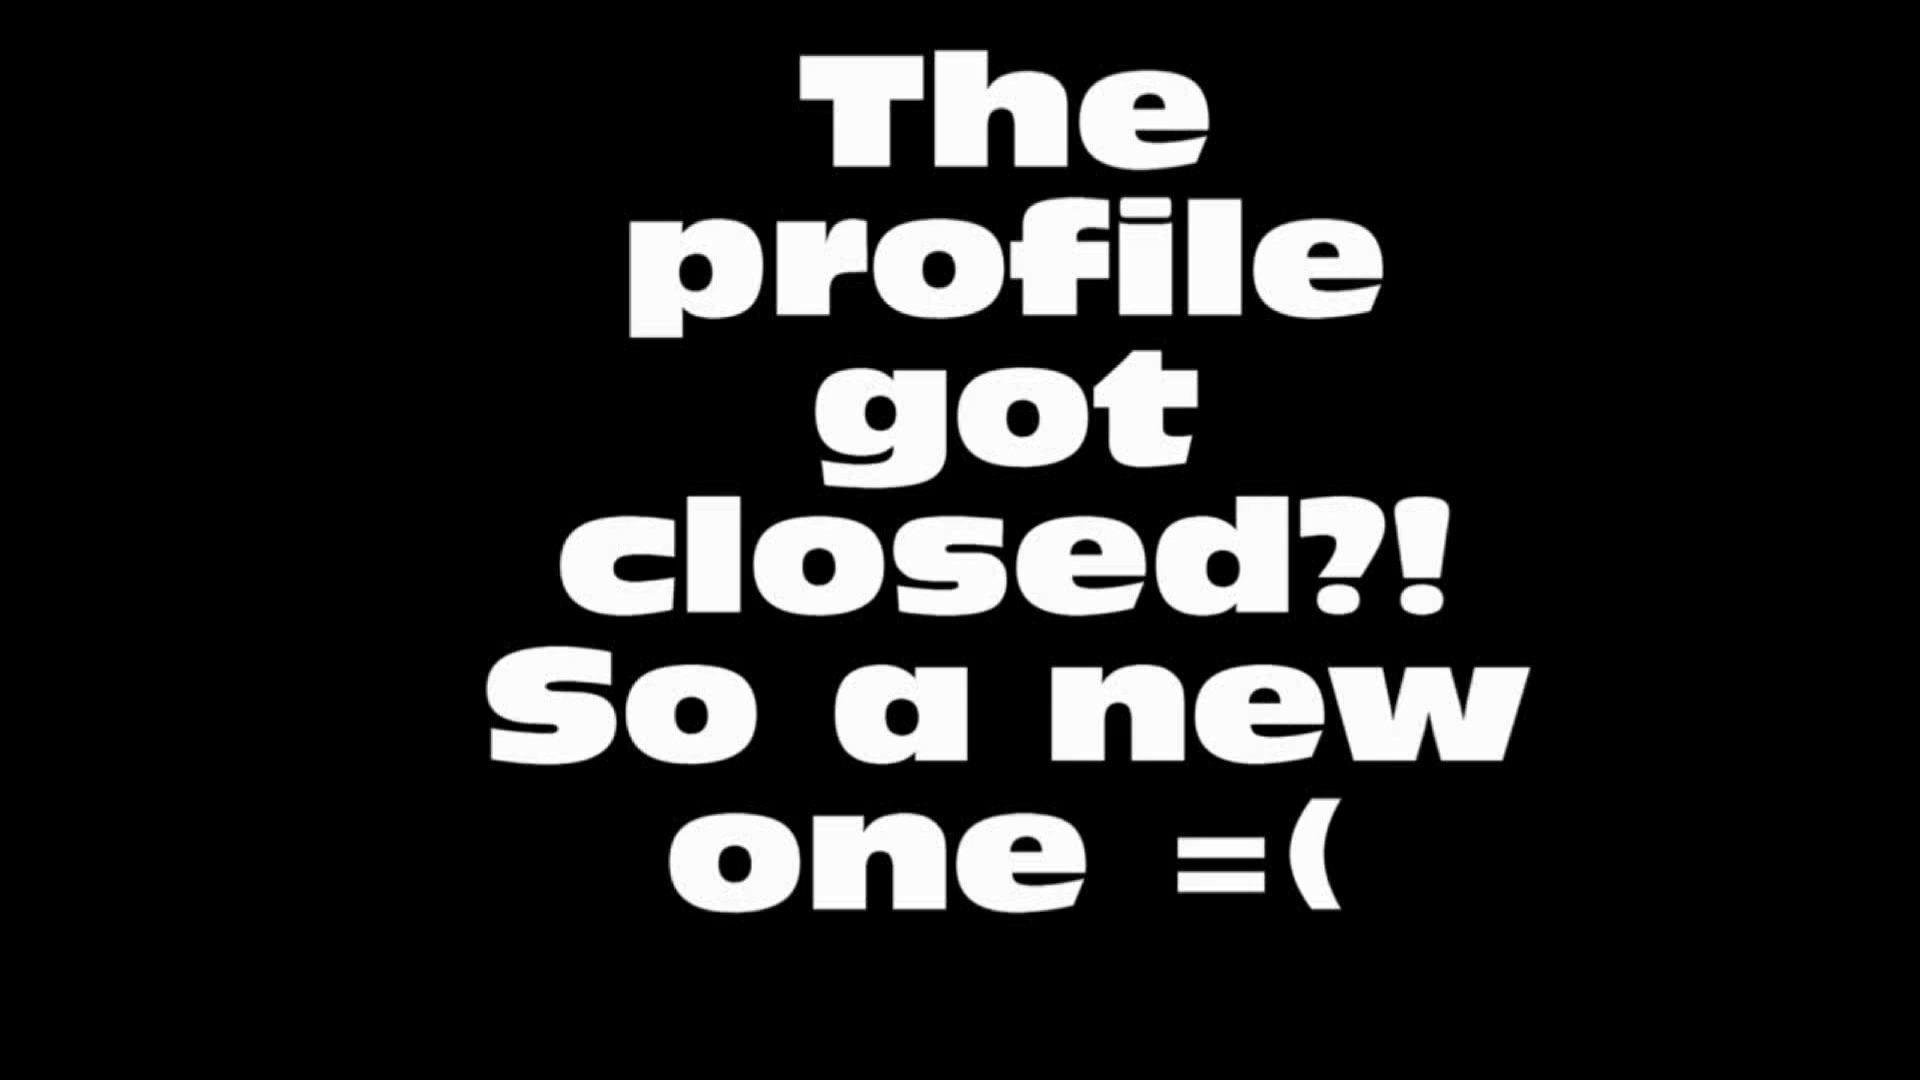 The
profile
got
closed?!
So a new
one =(